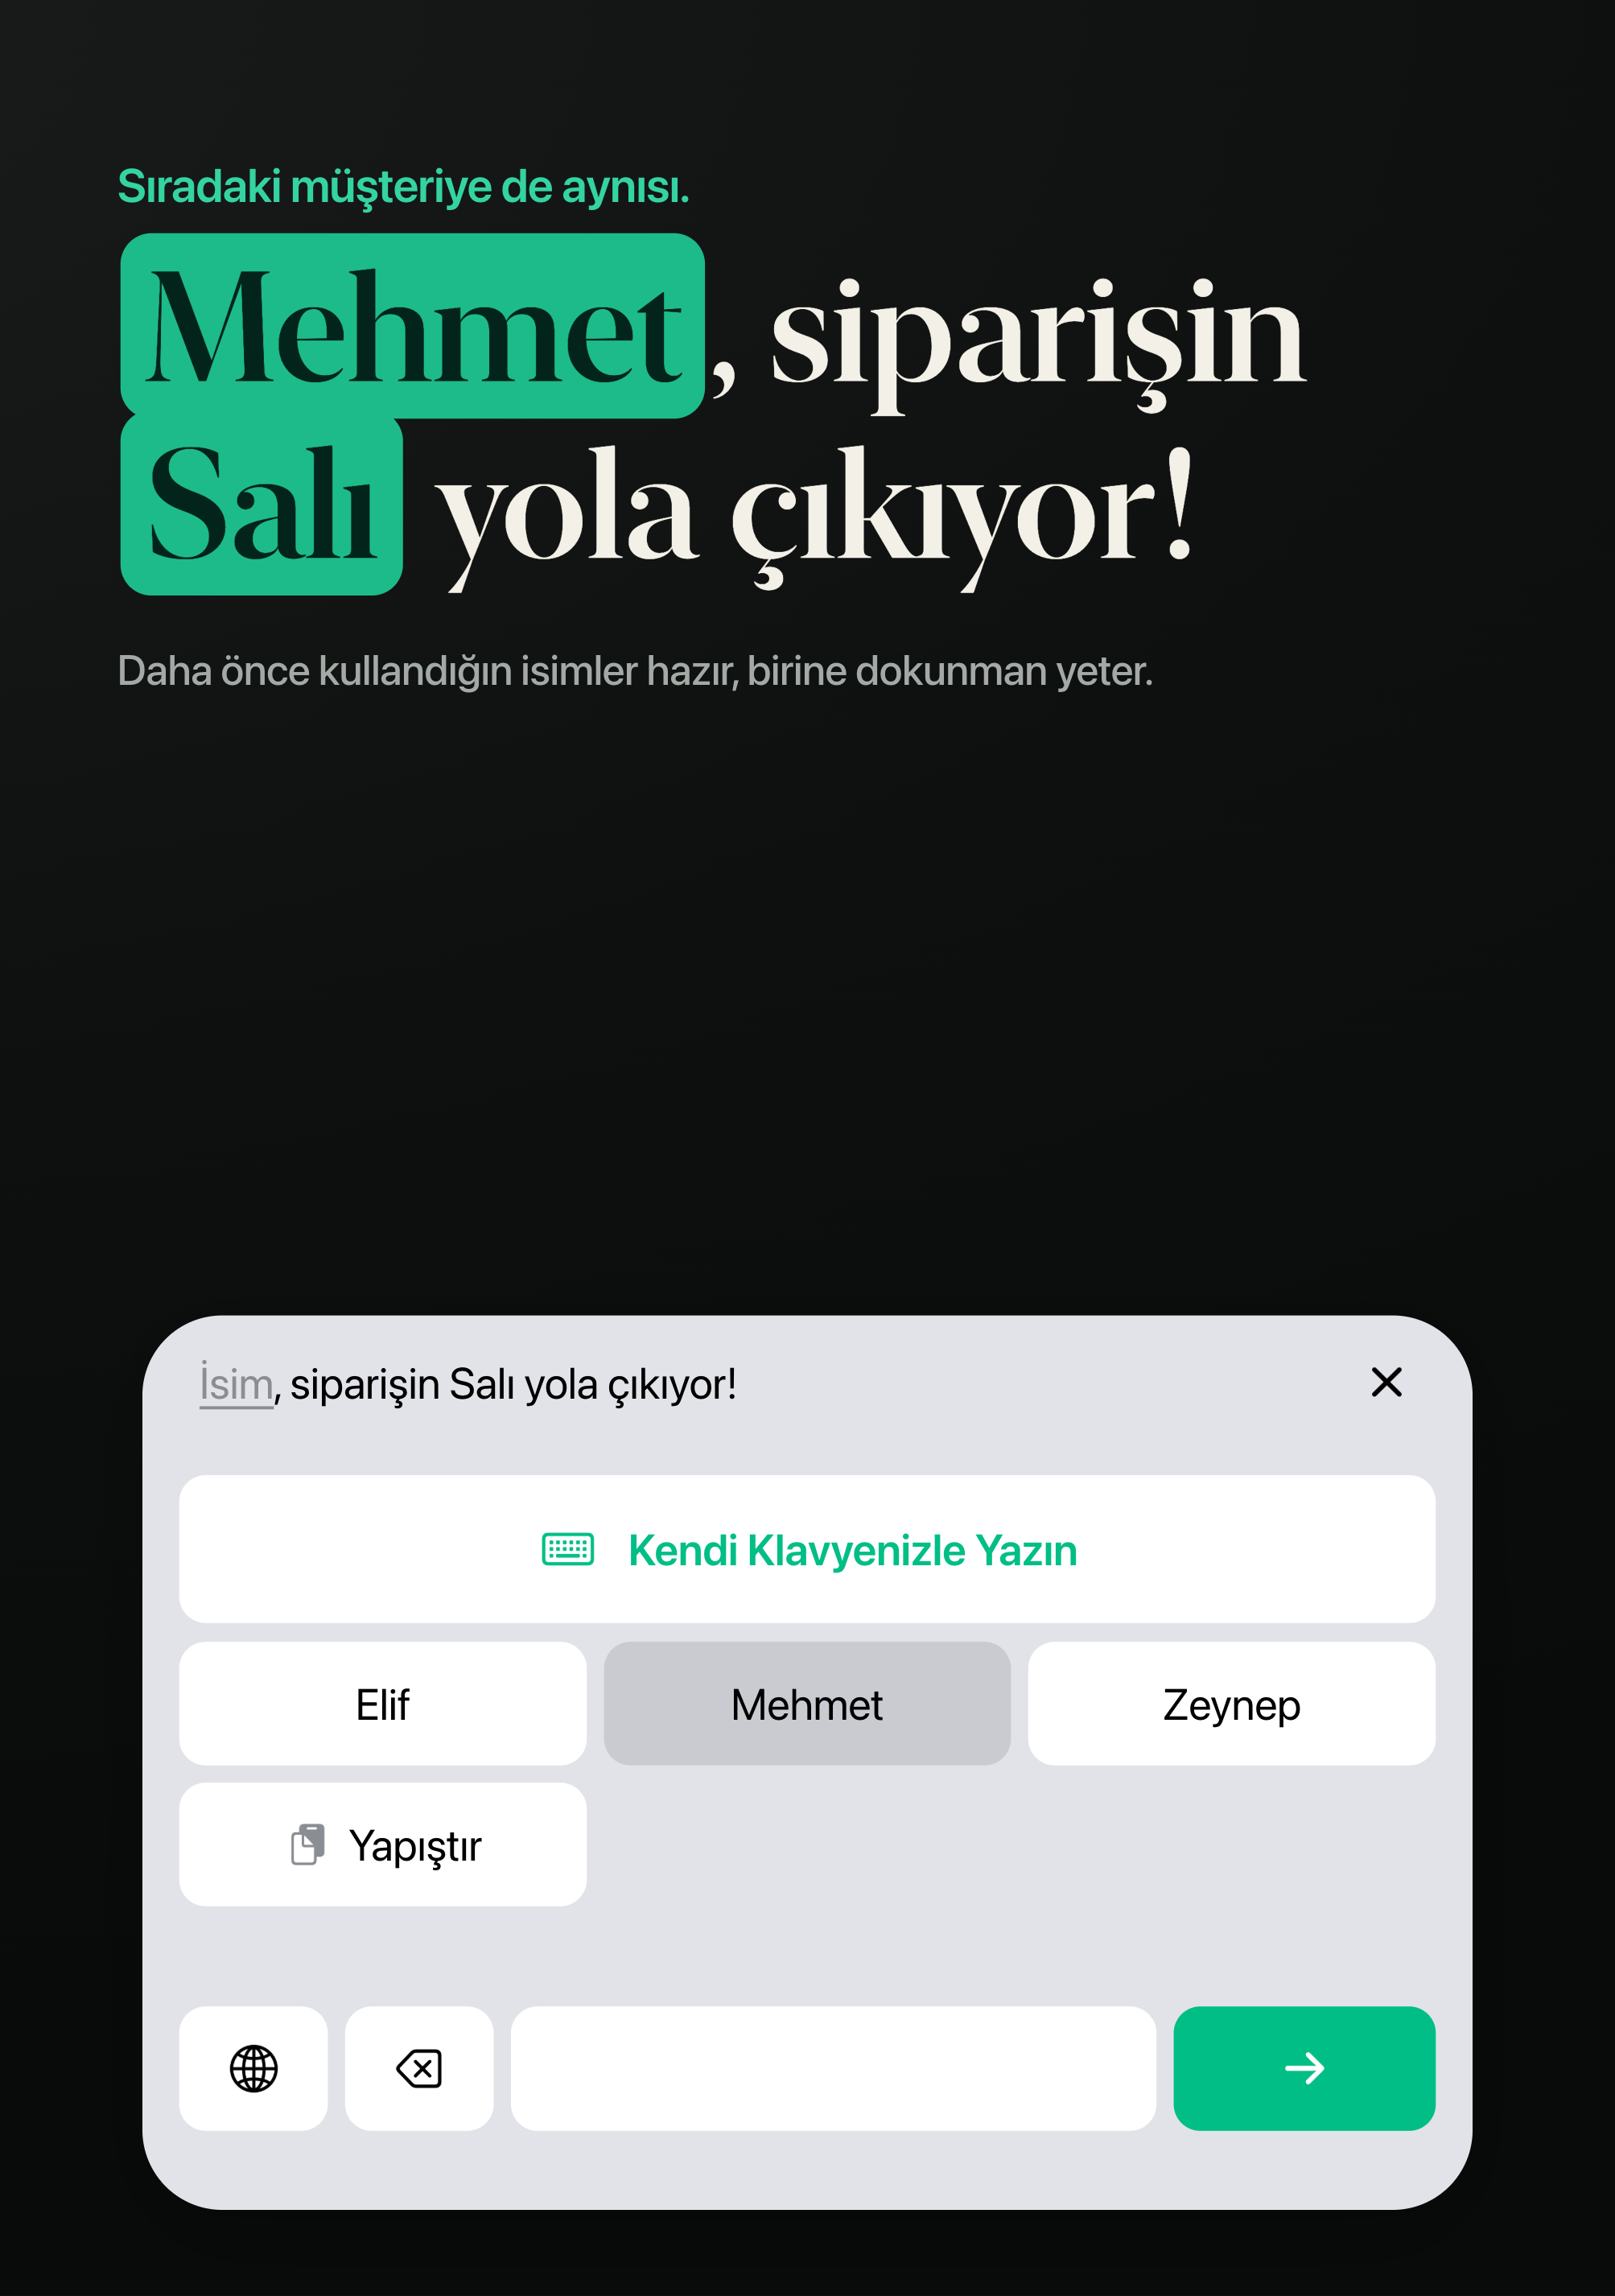 Sıradaki müşteriye de aynısı.
Mehmet, siparişin
Salı yola çıkıyor!
Daha önce kullandığın isimler hazır, birine dokunman yeter.
İsim, siparişin Salı yola çıkıyor!
Kendi Klavyenizle Yazın
Elif
Mehmet
Zeynep
Yapıştır